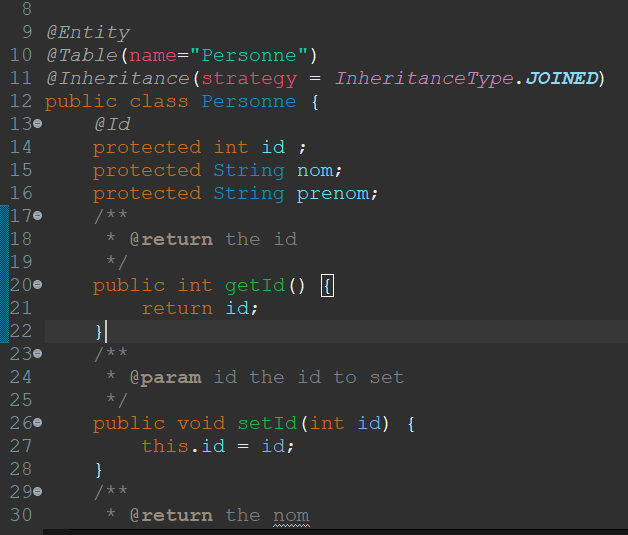 8
9 @Entity
10 @Table(name="Personne")
11 @Inheritance(strategy = InheritanceType.JOINED)
12 public class Personne {
13 @Id
14 protected int id ;
15 protected String nom;
16 protected String prenom;
17 /**
18 * @return the id
19 */
20 public int getId() {
21 return id;
22 }
23 /**
24 * @param id the id to set
25 */
26 public void setId(int id) {
27 this.id = id;
28 }
29 /**
30 * @return the nom